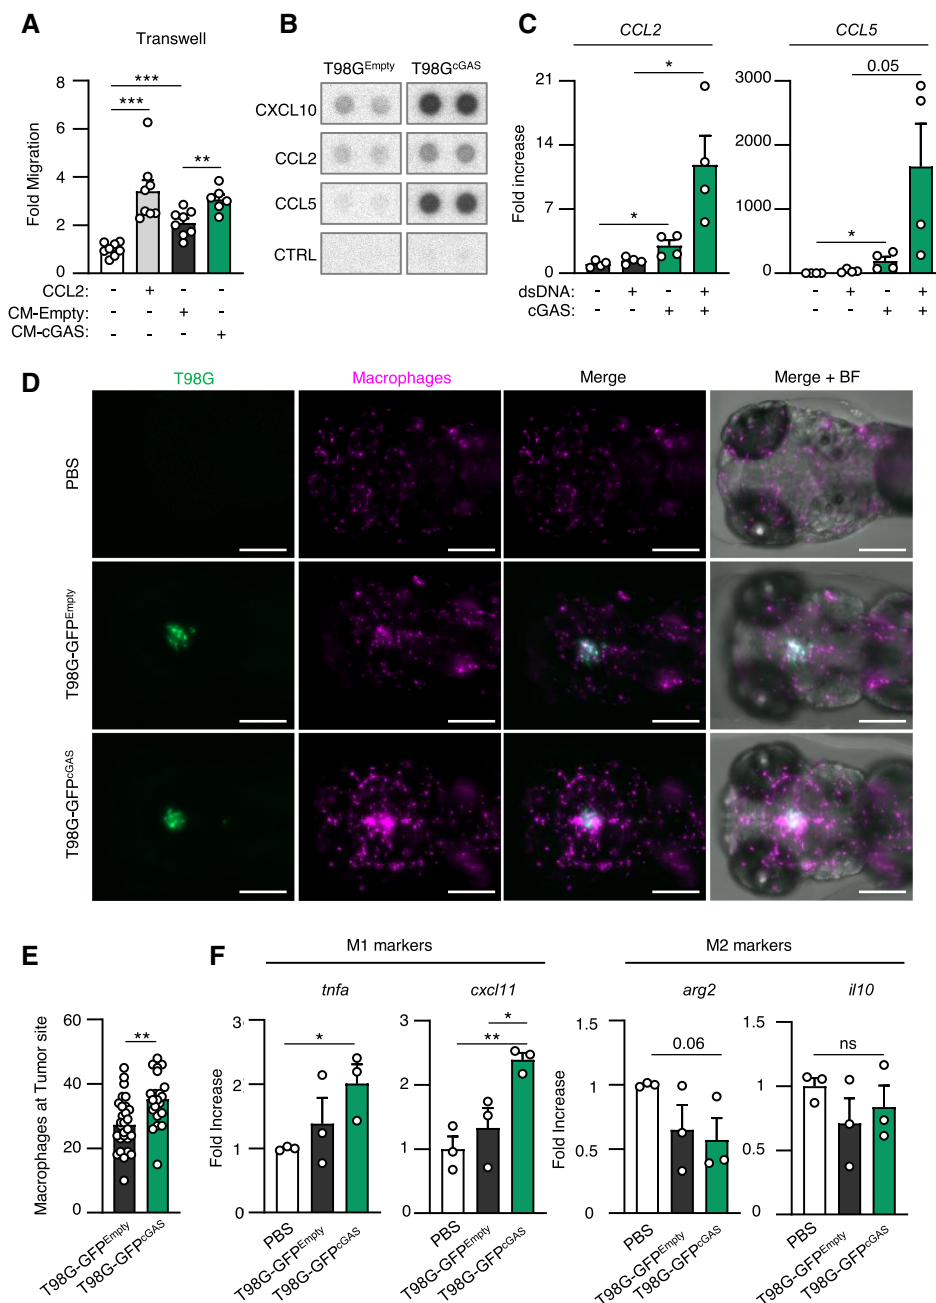 A
Transwell
Fold Migration
8
6
4
2
0
***
***
**
CCL2: - + - -
CM-Empty: - - + -
CM-cGAS: - - - +
B
T98GEmpty T98GcGAS
CXCL10
CCL2
CCL5
CTRL
C
CCL2
CCL5
Fold increase
21
14
7
0
*
*
3000
2000
1000
0
0.05
*
dsDNA: - + - + - + - +
cGAS: - - + + - - + +
D
T98G Macrophages Merge Merge + BF
PBS
T98G-GFPEmpty
T98G-GFPcGAS
E
Macrophages at Tumor site
60
40
20
0
**
T98G-GFPEmpty
T98G-GFPcGAS
F
M1 markers
M2 markers
tnfa
cxcl11
arg2
il10
Fold Increase
3
2
1
0
*
PBS
T98G-GFPEmpty
T98G-GFPcGAS
3
2
1
0
*
**
PBS
T98G-GFPEmpty
T98G-GFPcGAS
Fold Increase
1.5
1
0.5
0
0.06
PBS
T98G-GFPEmpty
T98G-GFPcGAS
1.5
1
0.5
0
ns
PBS
T98G-GFPEmpty
T98G-GFPcGAS